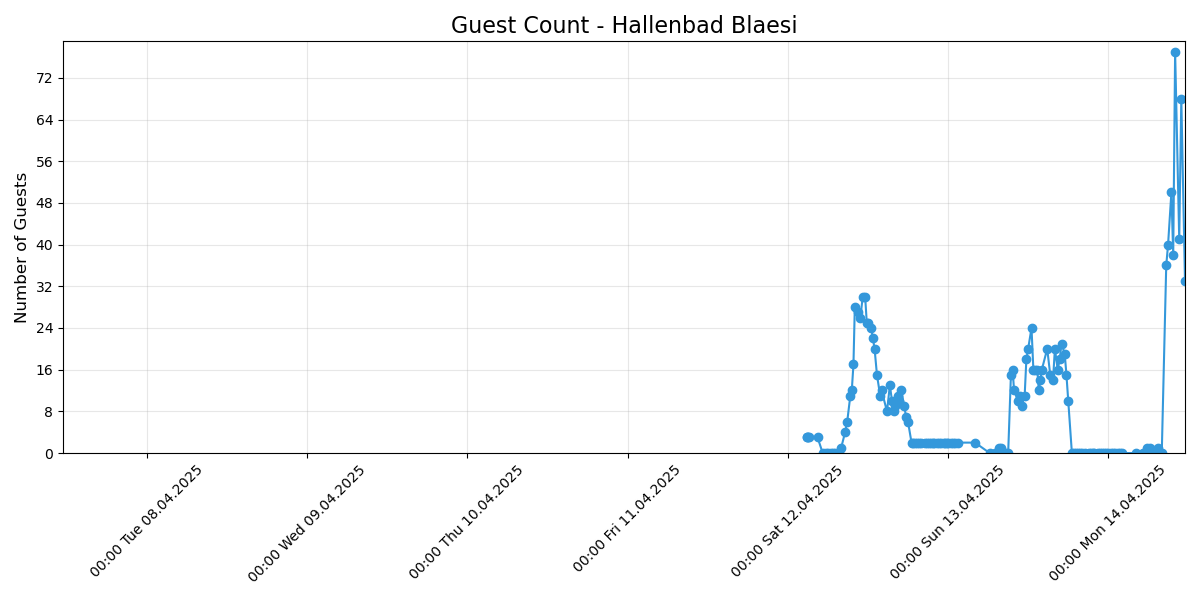 Guest Count - Hallenbad Blaesi
Number of Guests
72
64
56
48
40
32
24
16
8
0
00:00 Tue 08.04.2025
00:00 Wed 09.04.2025
00:00 Thu 10.04.2025
00:00 Fri 11.04.2025
00:00 Sat 12.04.2025
00:00 Sun 13.04.2025
00:00 Mon 14.04.2025